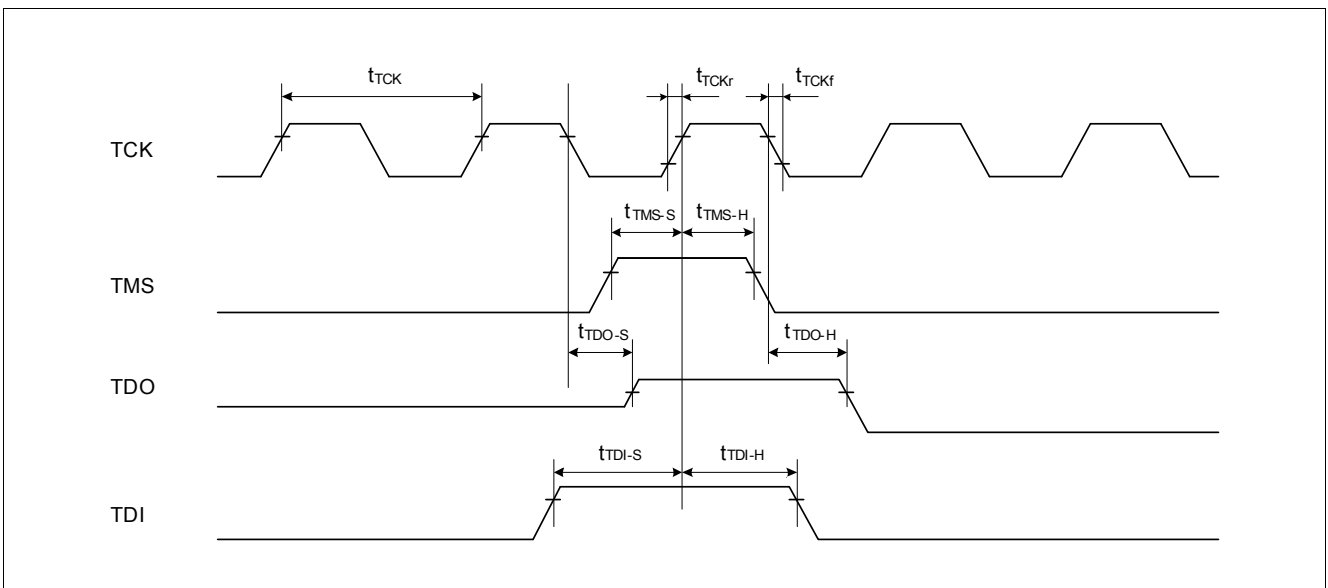 tTCK
tTCKr
tTCKf
TCK
tTMS-S
tTMS-H
TMS
tTDO-S
tTDO-H
TDO
tTDI-S
tTDI-H
TDI